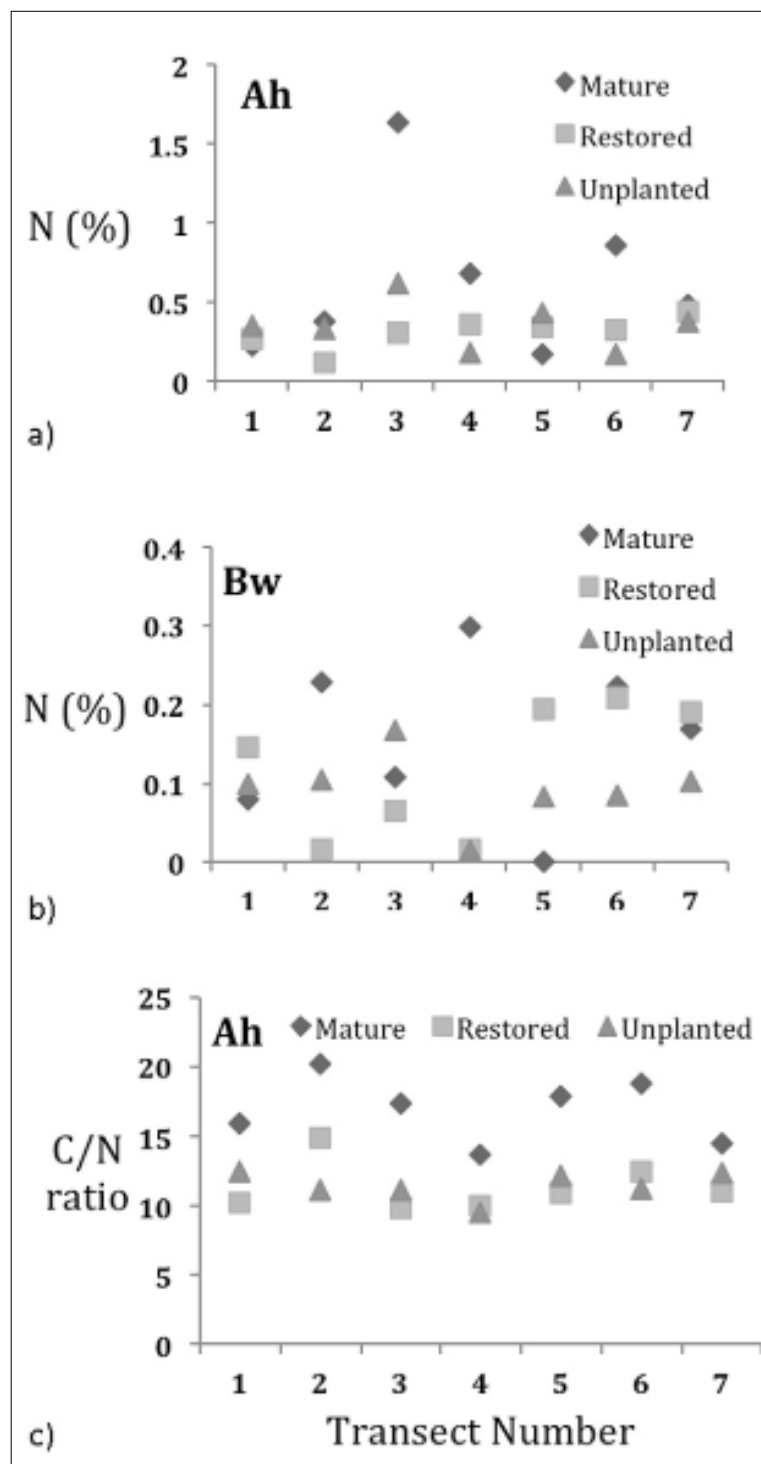 2
Ah
Mature
1.5
Restored
Unplanted
N (%)
1
0.5
0
1 2 3 4 5 6 7
a)
0.4
Mature
Bw
Restored
0.3
Unplanted
N (%)
0.2
0.1
0
1 2 3 4 5 6 7
b)
25
Ah Mature Restored Unplanted
20
15
C/N
ratio
10
5
0
1 2 3 4 5 6 7
c) Transect Number